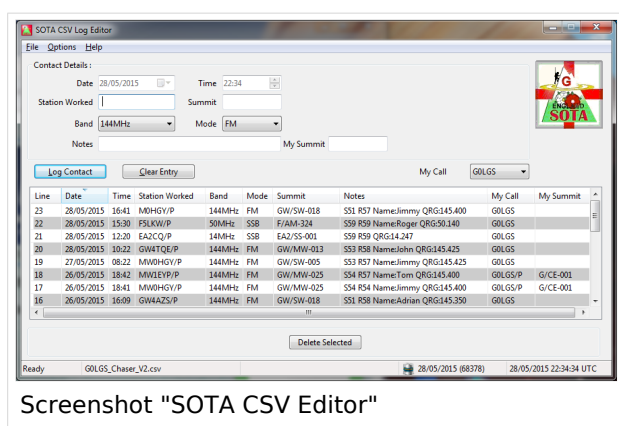 SOTA CSV Log Editor
File Options Help
Contact Details :
Date 28/05/2015 Time 22:34
Station Worked Summit
Band 144MHz Mode FM
Notes My Summit
G
ENGLAND
SOTA
Log Contact Clear Entry My Call G0LGS
Line Date Time Station Worked Band Mode Summit Notes My Call My Summit
23 28/05/2015 16:41 M0HGY/P 144MHz FM GW/SW-018 S51 R57 Name:Jimmy QRG:145.400 G0LGS
22 28/05/2015 15:30 F5LKW/P 50MHz SSB F/AM-324 S59 R59 Name:Roger QRG:50.140 G0LGS
21 28/05/2015 12:20 EA2CQ/P 14MHz SSB EA2/SS-001 S59 R59 QRG:14.247 G0LGS
20 28/05/2015 10:22 GW4TQE/P 144MHz FM GW/MW-013 S53 R58 Name:John QRG:145.425 G0LGS
19 27/05/2015 08:22 MW0HGY/P 144MHz FM GW/SW-005 S53 R57 Name:Jimmy QRG:145.425 G0LGS
18 26/05/2015 18:42 MW1EYP/P 144MHz FM GW/MW-025 S54 R57 Name:Tom QRG:145.400 G0LGS/P G/CE-001
17 26/05/2015 18:41 MW0HGY/P 144MHz FM GW/MW-025 S54 R54 Name:Jimmy QRG:145.400 G0LGS/P G/CE-001
16 26/05/2015 16:09 GW4AZS/P 144MHz FM GW/SW-018 S51 R58 Name:Adrian QRG:145.350 G0LGS
Delete Selected
Ready G0LGS_Chaser_V2.csv 28/05/2015 (68378) 28/05/2015 22:34:34 UTC
Screenshot "SOTA CSV Editor"